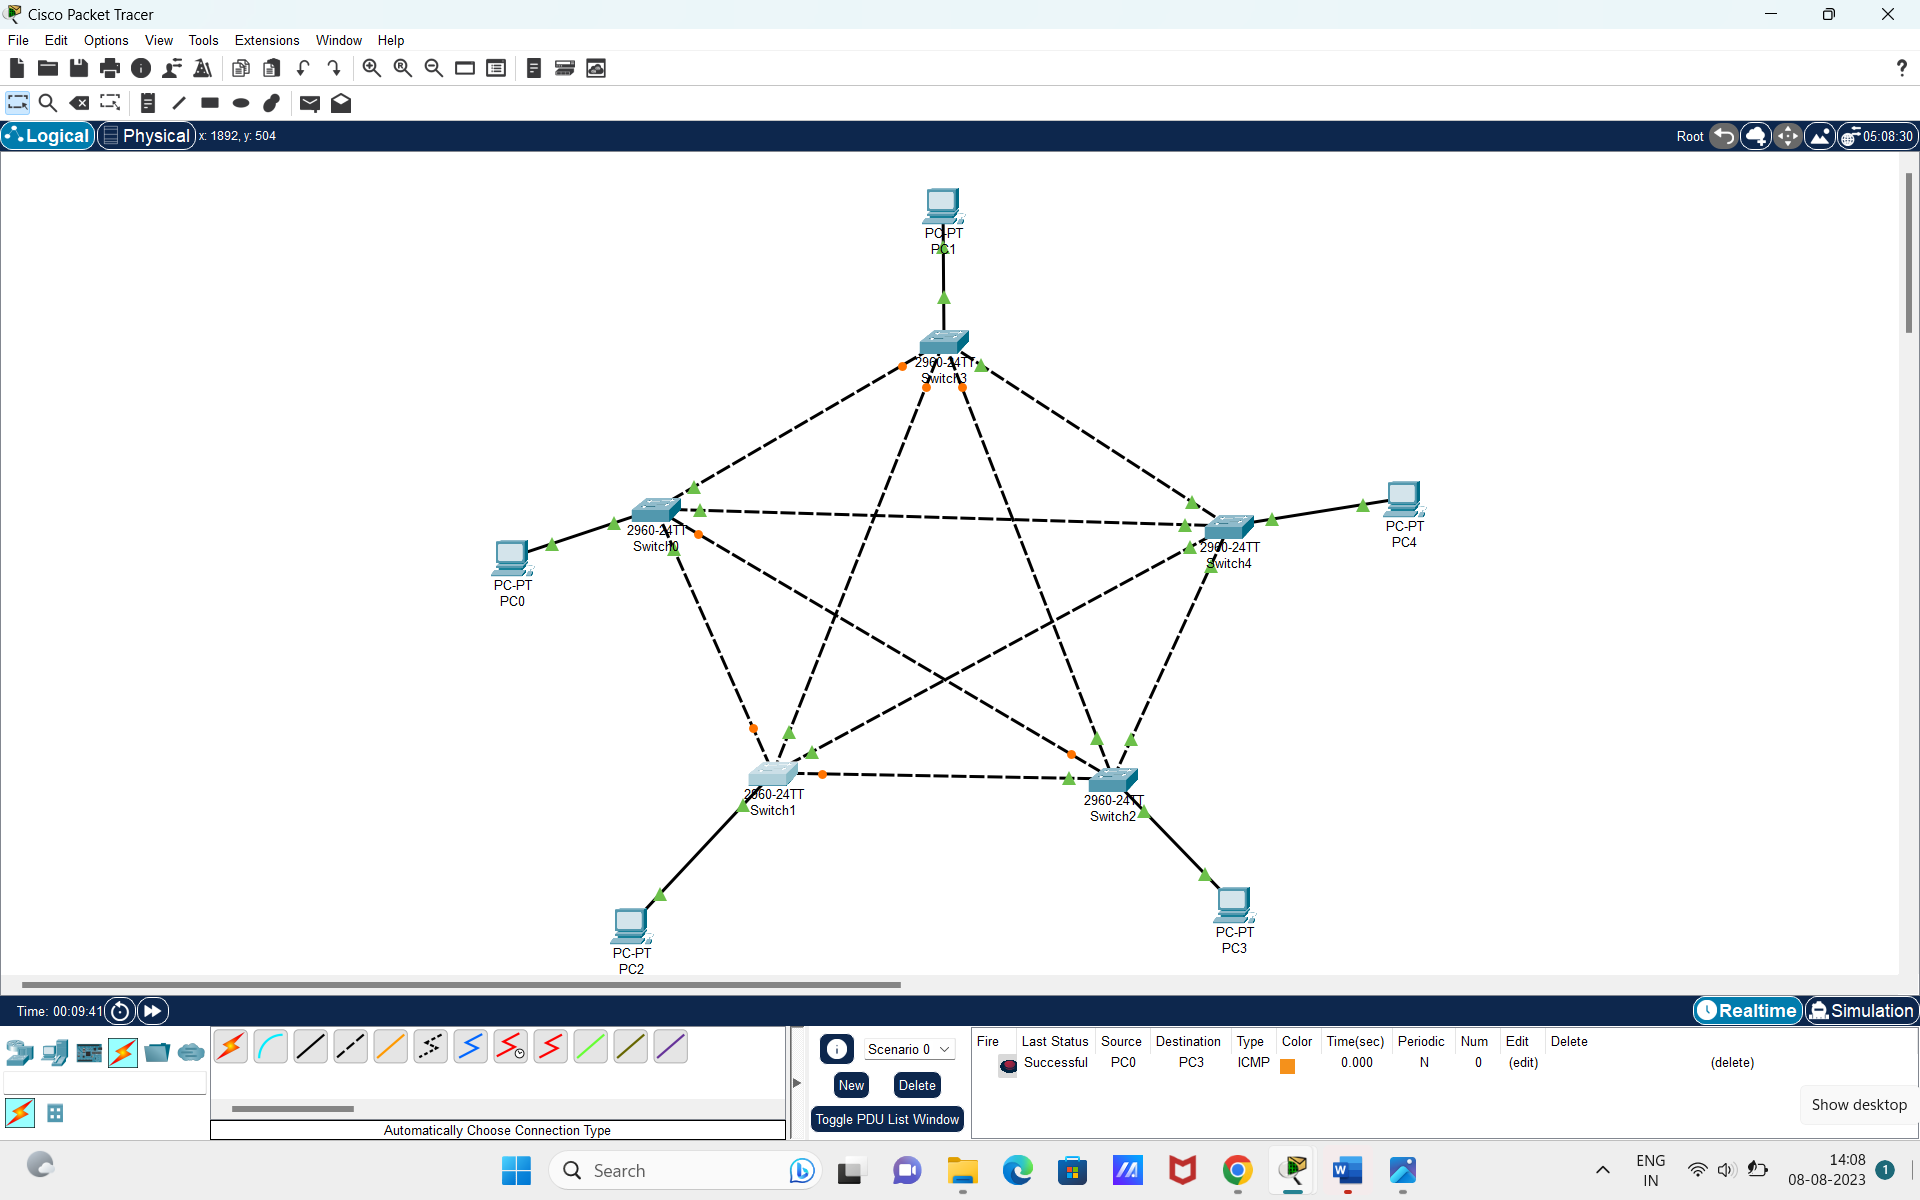 Cisco Packet Tracer
File Edit Options View Tools Extensions Window Help
Logical Physical x: 1892, y: 504 Root 05:08:30
PC-PT
PC1
2960-24TT
Switch3
2960-24TT
Switch0
PC-PT
PC0
2960-24TT
Switch4
PC-PT
PC4
2960-24TT
Switch1
2960-24TT
Switch2
PC-PT
PC2
PC-PT
PC3
Time: 00:09:41 Realtime Simulation
Scenario 0
New Delete
Toggle PDU List Window
Fire Last Status Source Destination Type Color Time(sec) Periodic Num Edit Delete
Successful PC0 PC3 ICMP 0.000 N 0 (edit) (delete)
Show desktop
Automatically Choose Connection Type
Search
ENG
IN
14:08
08-08-2023
1